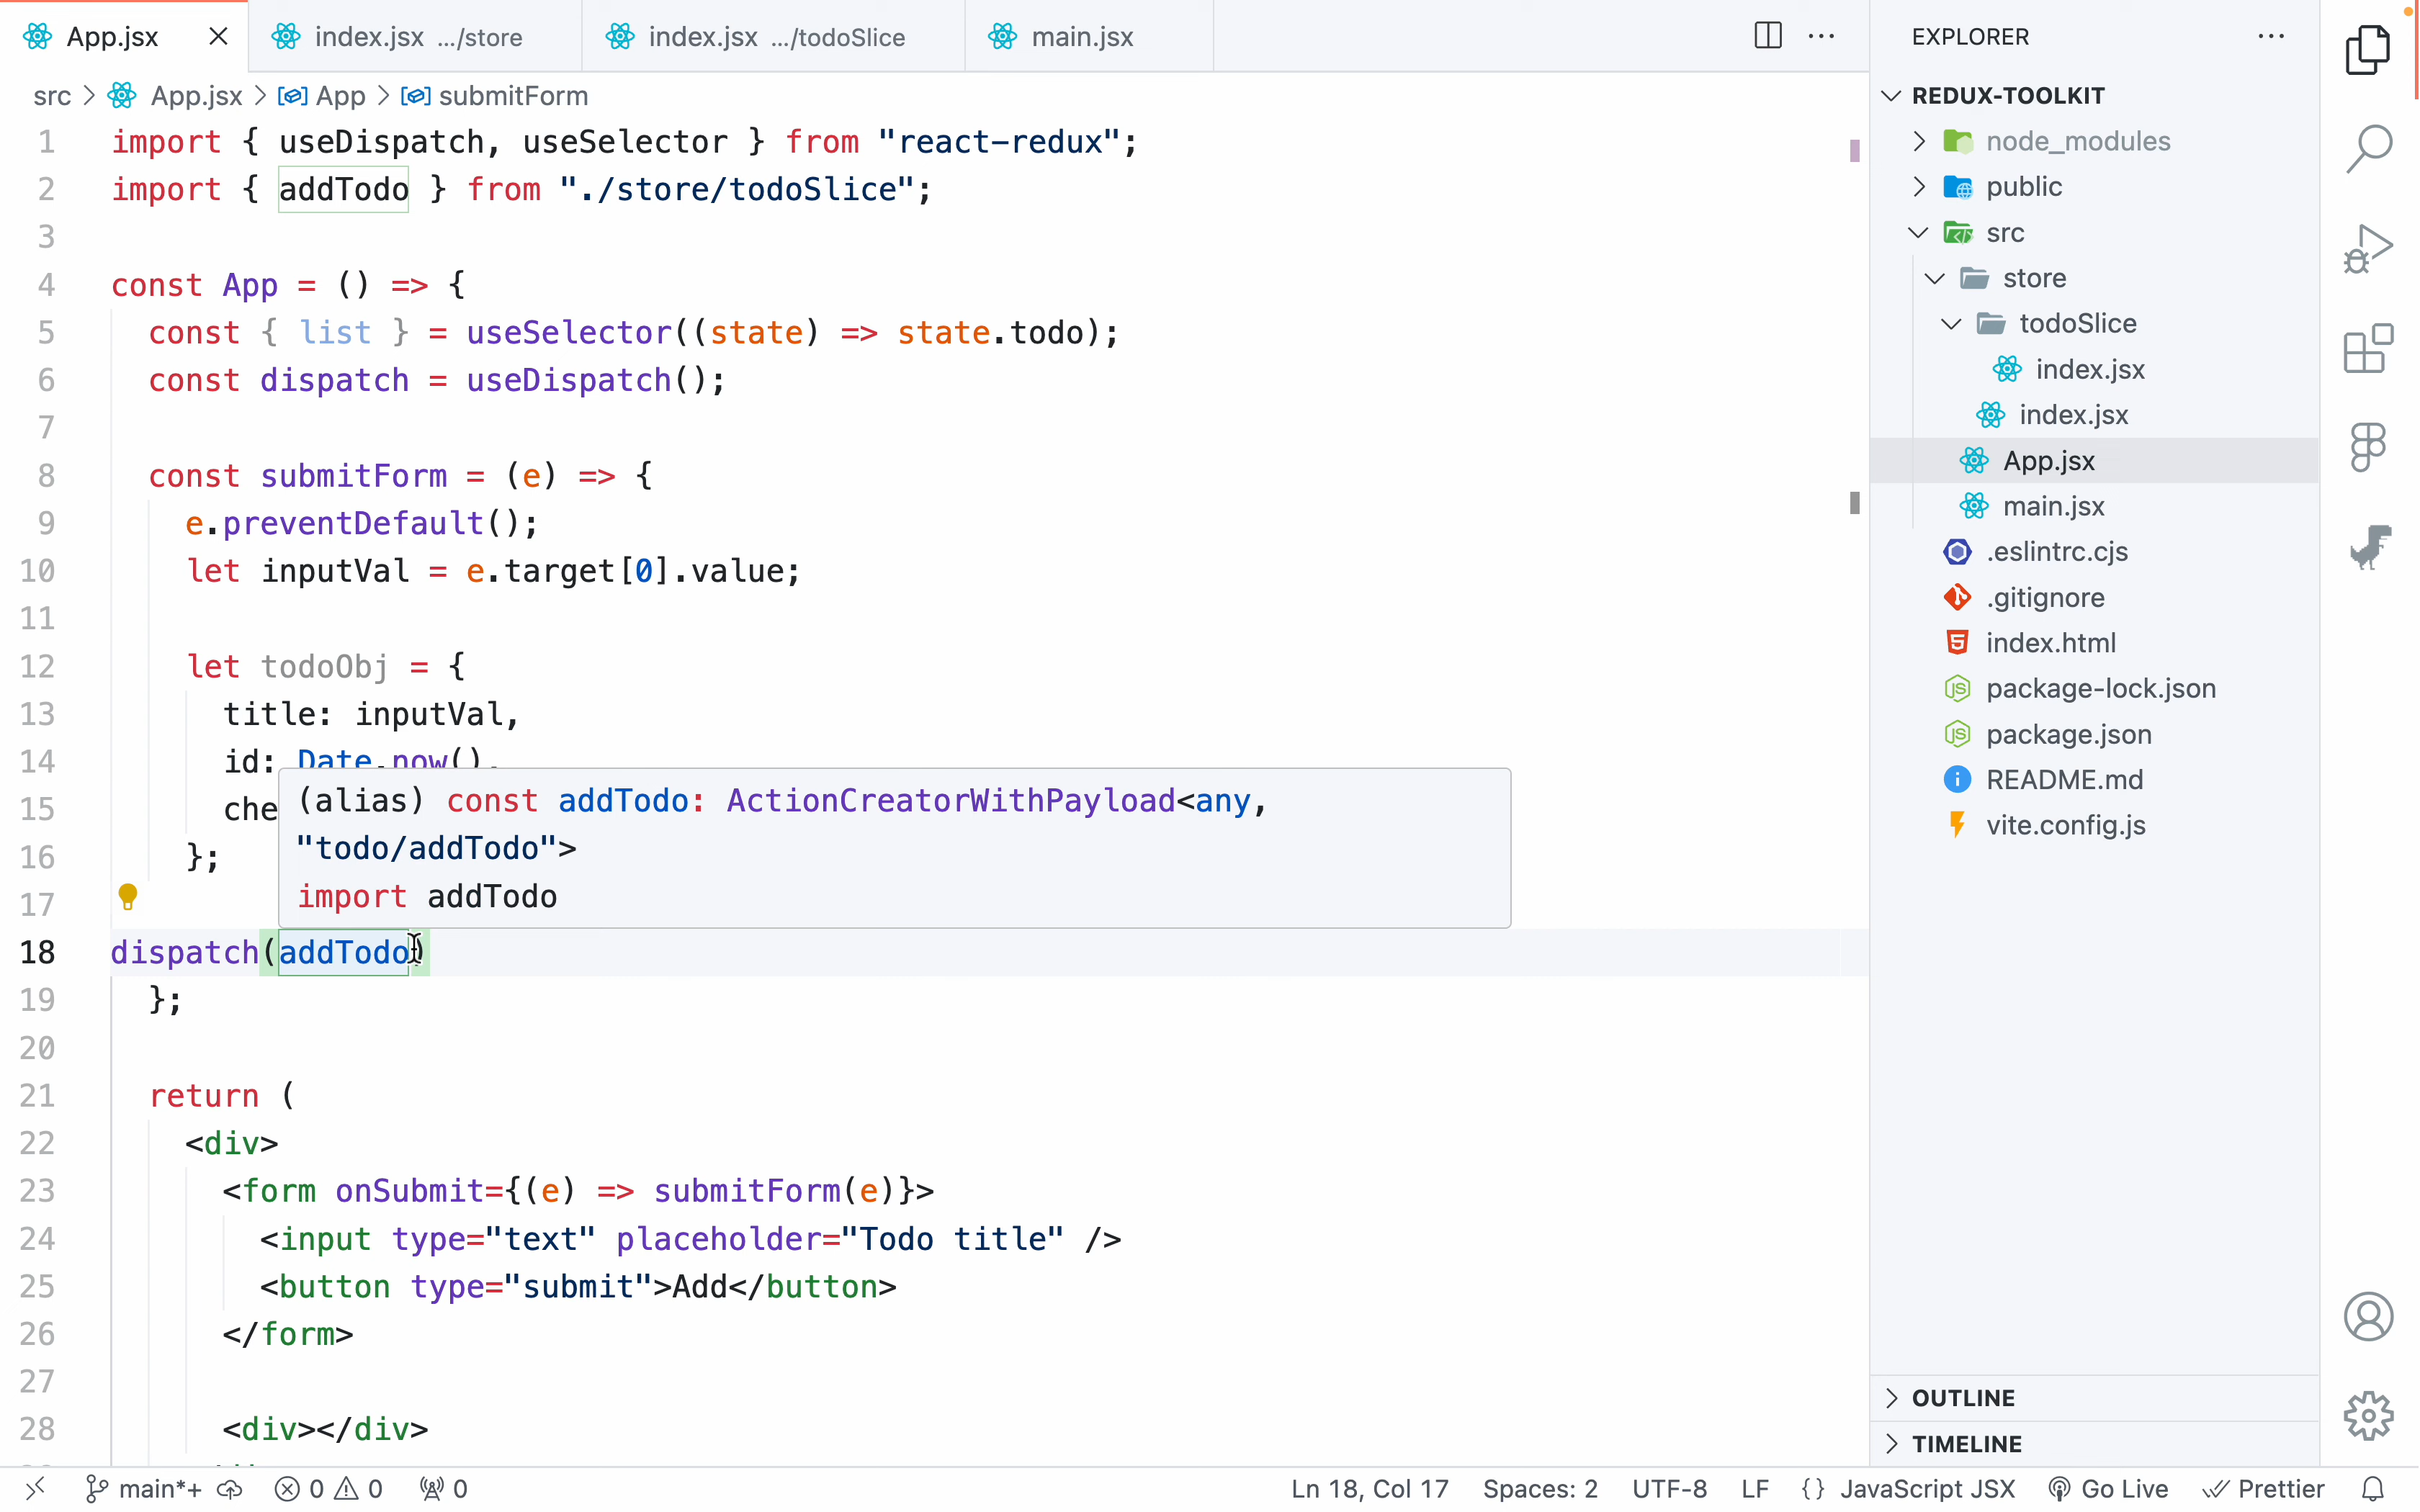 App.jsx
index.jsx .../store
index.jsx .../todoSlice
main.jsx
src > App.jsx > App > submitForm
1 import { useDispatch, useSelector } from "react-redux";
2 import { addTodo } from "./store/todoSlice";
3
4 const App = () => {
5 const { list } = useSelector((state) => state.todo);
6 const dispatch = useDispatch();
7
8 const submitForm = (e) => {
9 e.preventDefault();
10 let inputVal = e.target[0].value;
11
12 let todoObj = {
13 title: inputVal,
14 id: Date.now(),
15 che
(alias) const addTodo: ActionCreatorWithPayload<any,
"todo/addTodo">
import addTodo
16 };
17
18 dispatch(addTodo)
19 };
20
21 return (
22 <div>
23 <form onSubmit={(e) => submitForm(e)}>
24 <input type="text" placeholder="Todo title" />
25 <button type="submit">Add</button>
26 </form>
27
28 <div></div>
EXPLORER
REDUX-TOOLKIT
node_modules
public
src
store
todoSlice
index.jsx
index.jsx
App.jsx
main.jsx
.eslintrc.cjs
.gitignore
index.html
package-lock.json
package.json
README.md
vite.config.js
OUTLINE
TIMELINE
main*+ 0 0 0 Ln 18, Col 17 Spaces: 2 UTF-8 LF {} JavaScript JSX Go Live Prettier